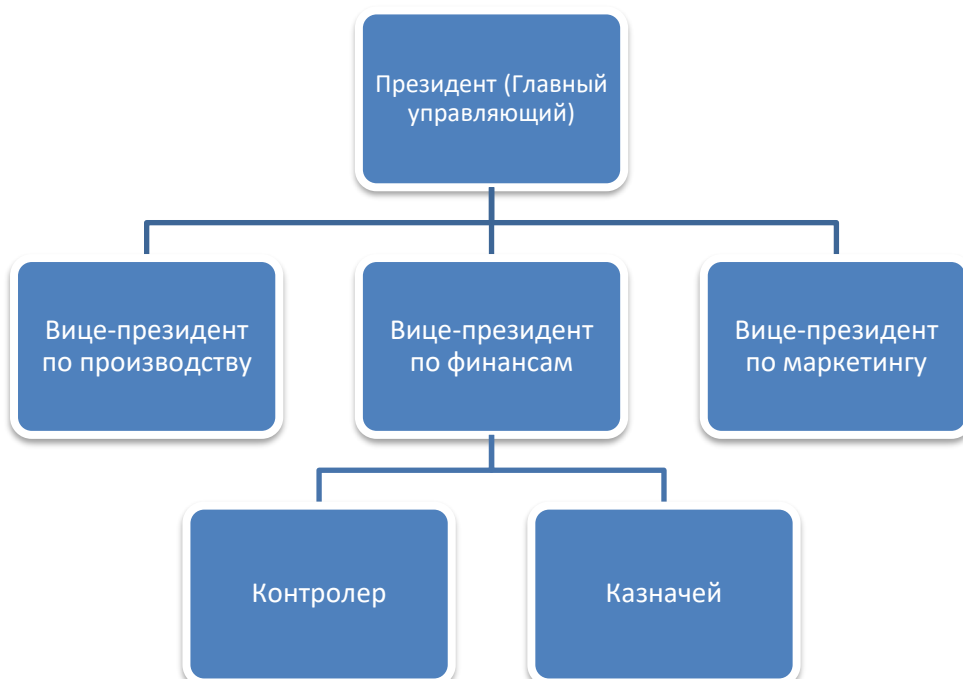 Президент (Главный
управляющий)
Вице-президент
по производству
Вице-президент
по финансам
Вице-президент
по маркетингу
Контролер
Казначей